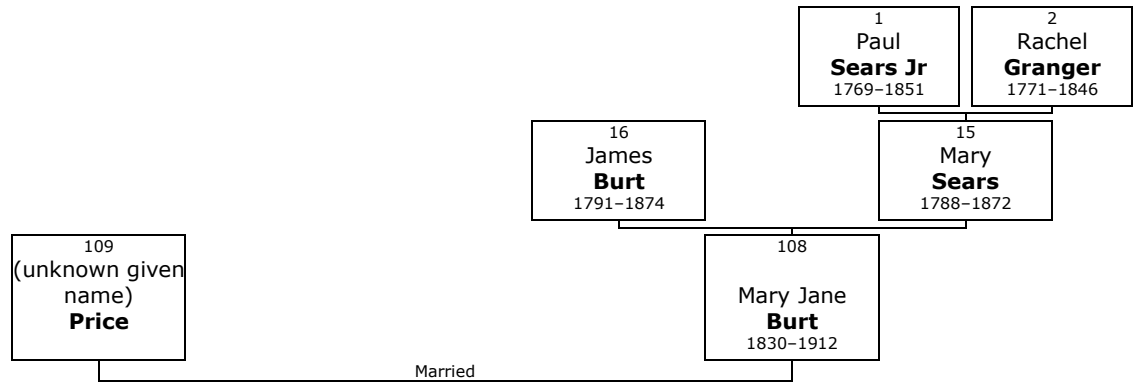 1
Paul
Sears Jr
1769–1851
2
Rachel
Granger
1771–1846
16
James
Burt
1791–1874
15
Mary
Sears
1788–1872
109
(unknown given
name)
Price
108
Mary Jane
Burt
1830–1912
Married